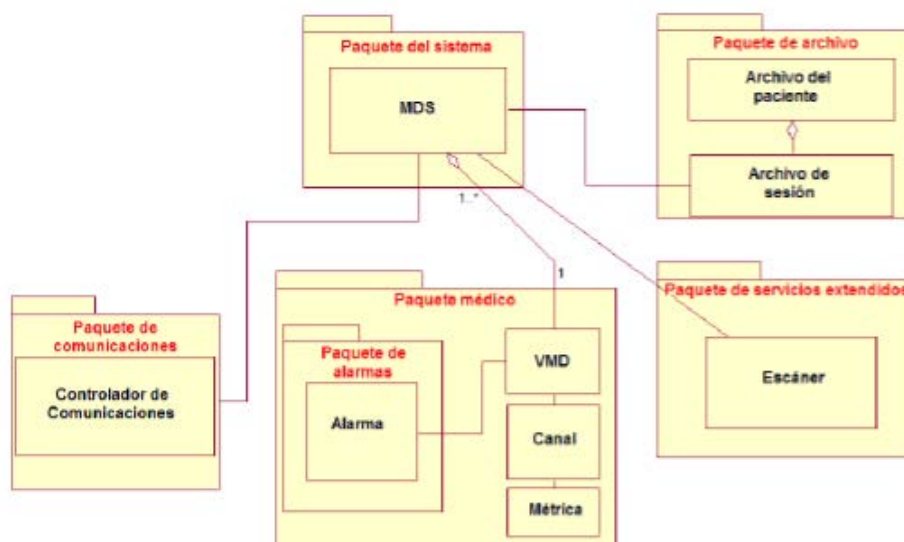 Paquete del sistema
MDS
Paquete de archivo
Archivo del
paciente
Archivo de
sesión
1..*
1
Paquete de
comunicaciones
Controlador de
Comunicaciones
Paquete médico
Paquete de
alarmas
Alarma
VMD
Canal
Métrica
Paquete de servicios extendidos
Escáner